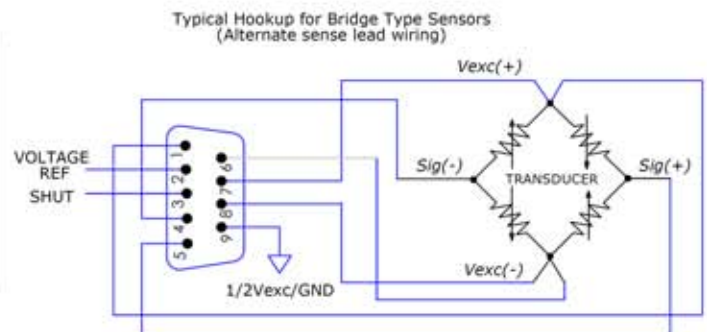 Typical Hookup for Bridge Type Sensors
(Alternate sense lead wiring)
Vexc(+)
VOLTAGE
REF
SHUT
1
2
3
4
5
6
7
8
9
Sig(-)
TRANSDUCER
Sig(+)
Vexc(-)
1/2Vexc/GND